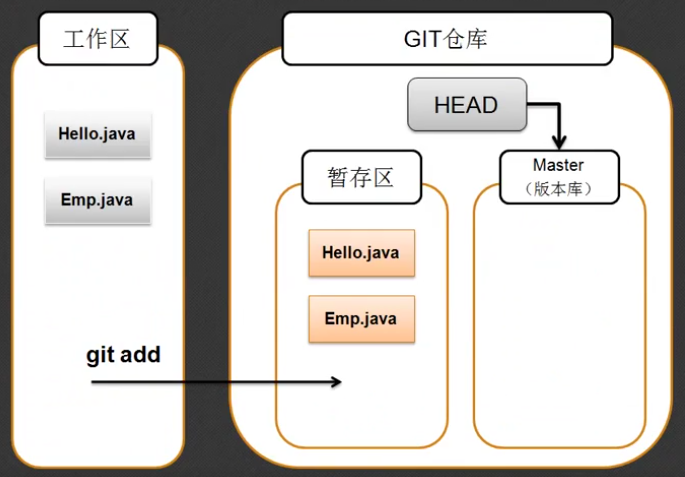 工作区
GIT仓库
HEAD
Hello.java
Emp.java
暂存区
Master
（版本库）
Hello.java
Emp.java
git add